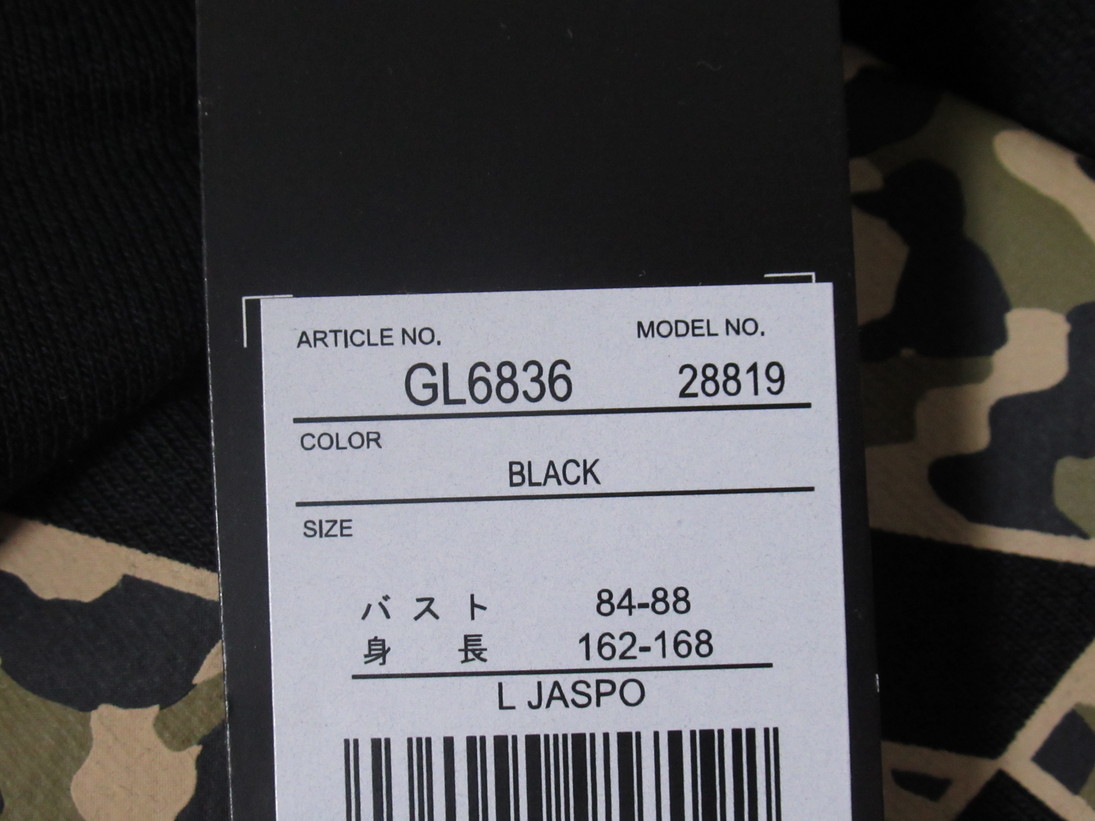 ARTICLE NO. MODEL NO.
GL6836 28819
COLOR
BLACK
SIZE
バスト 84-88
身長 162-168
L JASPO